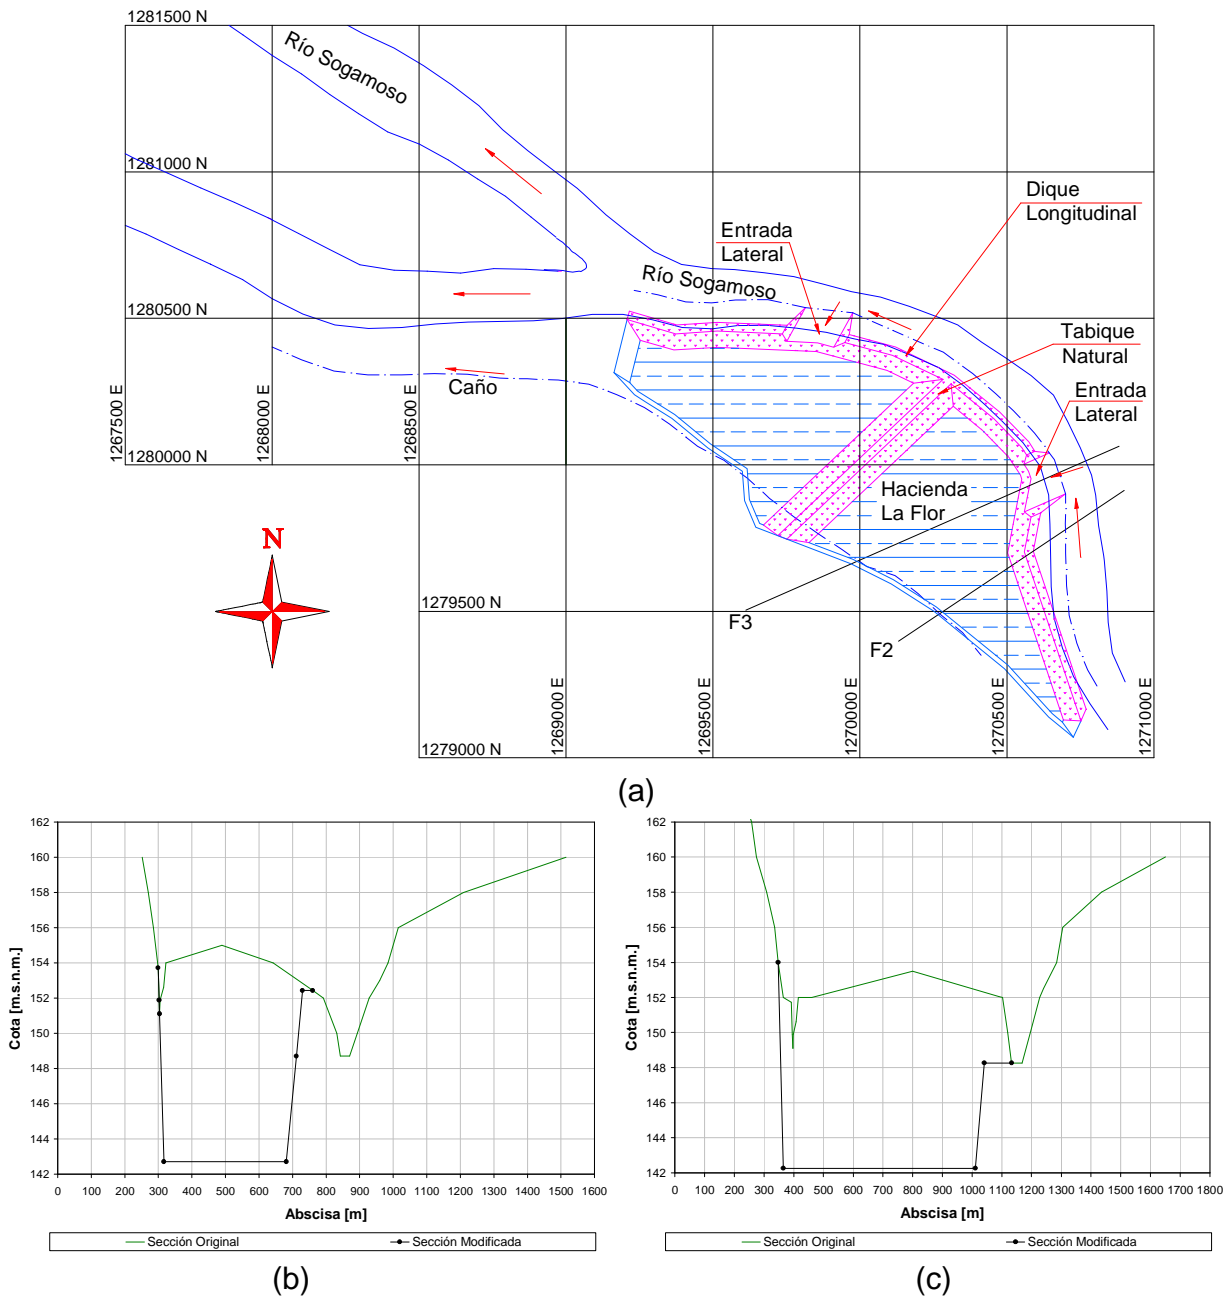 1281500 N
Río Sogamoso
1281000 N
Dique
Longitudinal
Entrada
Lateral
Río Sogamoso
1280500 N
Tabique
Natural
Caño
Entrada
Lateral
1267500 E
1268000 E
1268500 E
1280000 N
Hacienda
La Flor
N
1279500 N
F3
F2
1269000 E
1269500 E
1270000 E
1270500 E
1271000 E
1279000 N
(a)
162
160
158
156
154
152
150
148
146
144
142
Cota [m.s.n.m.]
0 100 200 300 400 500 600 700 800 900 1000 1100 1200 1300 1400 1500 1600
Abscisa [m]
Sección Original
Sección Modificada
(b)
162
160
158
156
154
152
150
148
146
144
142
Cota [m.s.n.m.]
0 100 200 300 400 500 600 700 800 900 1000 1100 1200 1300 1400 1500 1600 1700 1800
Abscisa [m]
Sección Original
Sección Modificada
(c)